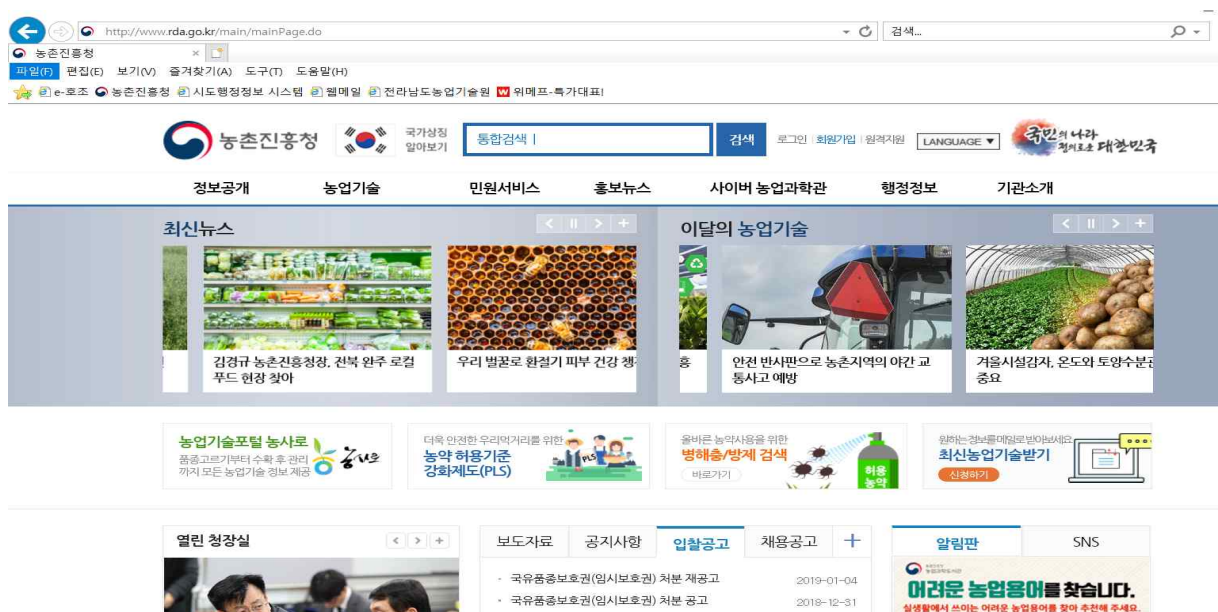 http://www.rda.go.kr/main/mainPage.do
검색...
농촌진흥청
파일(F) 편집(E) 보기(V) 즐겨찾기(A) 도구(T) 도움말(H)
e-호조 농촌진흥청 시도행정정보 시스템 웹메일 전라남도농업기술원 위메프-특가대표!
농촌진흥청
국가상징
알아보기
통합검색
검색
로그인 회원가입 원격지원 LANGUAGE ▼
국민의 나라
정의로운 대한민국
정보공개 농업기술 민원서비스 홍보뉴스 사이버 농업과학관 행정정보 기관소개
최신뉴스
김경규 농촌진흥청장, 전북 완주 로컬
푸드 현장 찾아
우리 벌꿀로 환절기 피부 건강 챙
이달의 농업기술
안전 반사판으로 농촌지역의 야간 교
통사고 예방
겨울시설감자, 온도와 토양수분관
중요
농업기술포털 농사로
품종고르기부터 수확 후 관리
까지 모든 농업기술 정보 제공
농사로
더욱 안전한 우리먹거리를 위한
농약 허용기준
강화제도(PLS)
PLS
올바른 농약사용을 위한
병해충/방제 검색
바로가기
허용
농약
원하는 정보를 메일로 받아보세요
최신농업기술받기
신청하기
열린 청장실
보도자료 공지사항 입찰공고 채용공고
국유품종보호권(임시보호권) 처분 재공고 2019-01-04
국유품종보호권(임시보호권) 처분 공고 2018-12-31
알림판 SNS
어려운 농업용어를 찾습니다.
실생활에서 쓰이는 어려운 농업용어를 찾아 추천해 주세요.